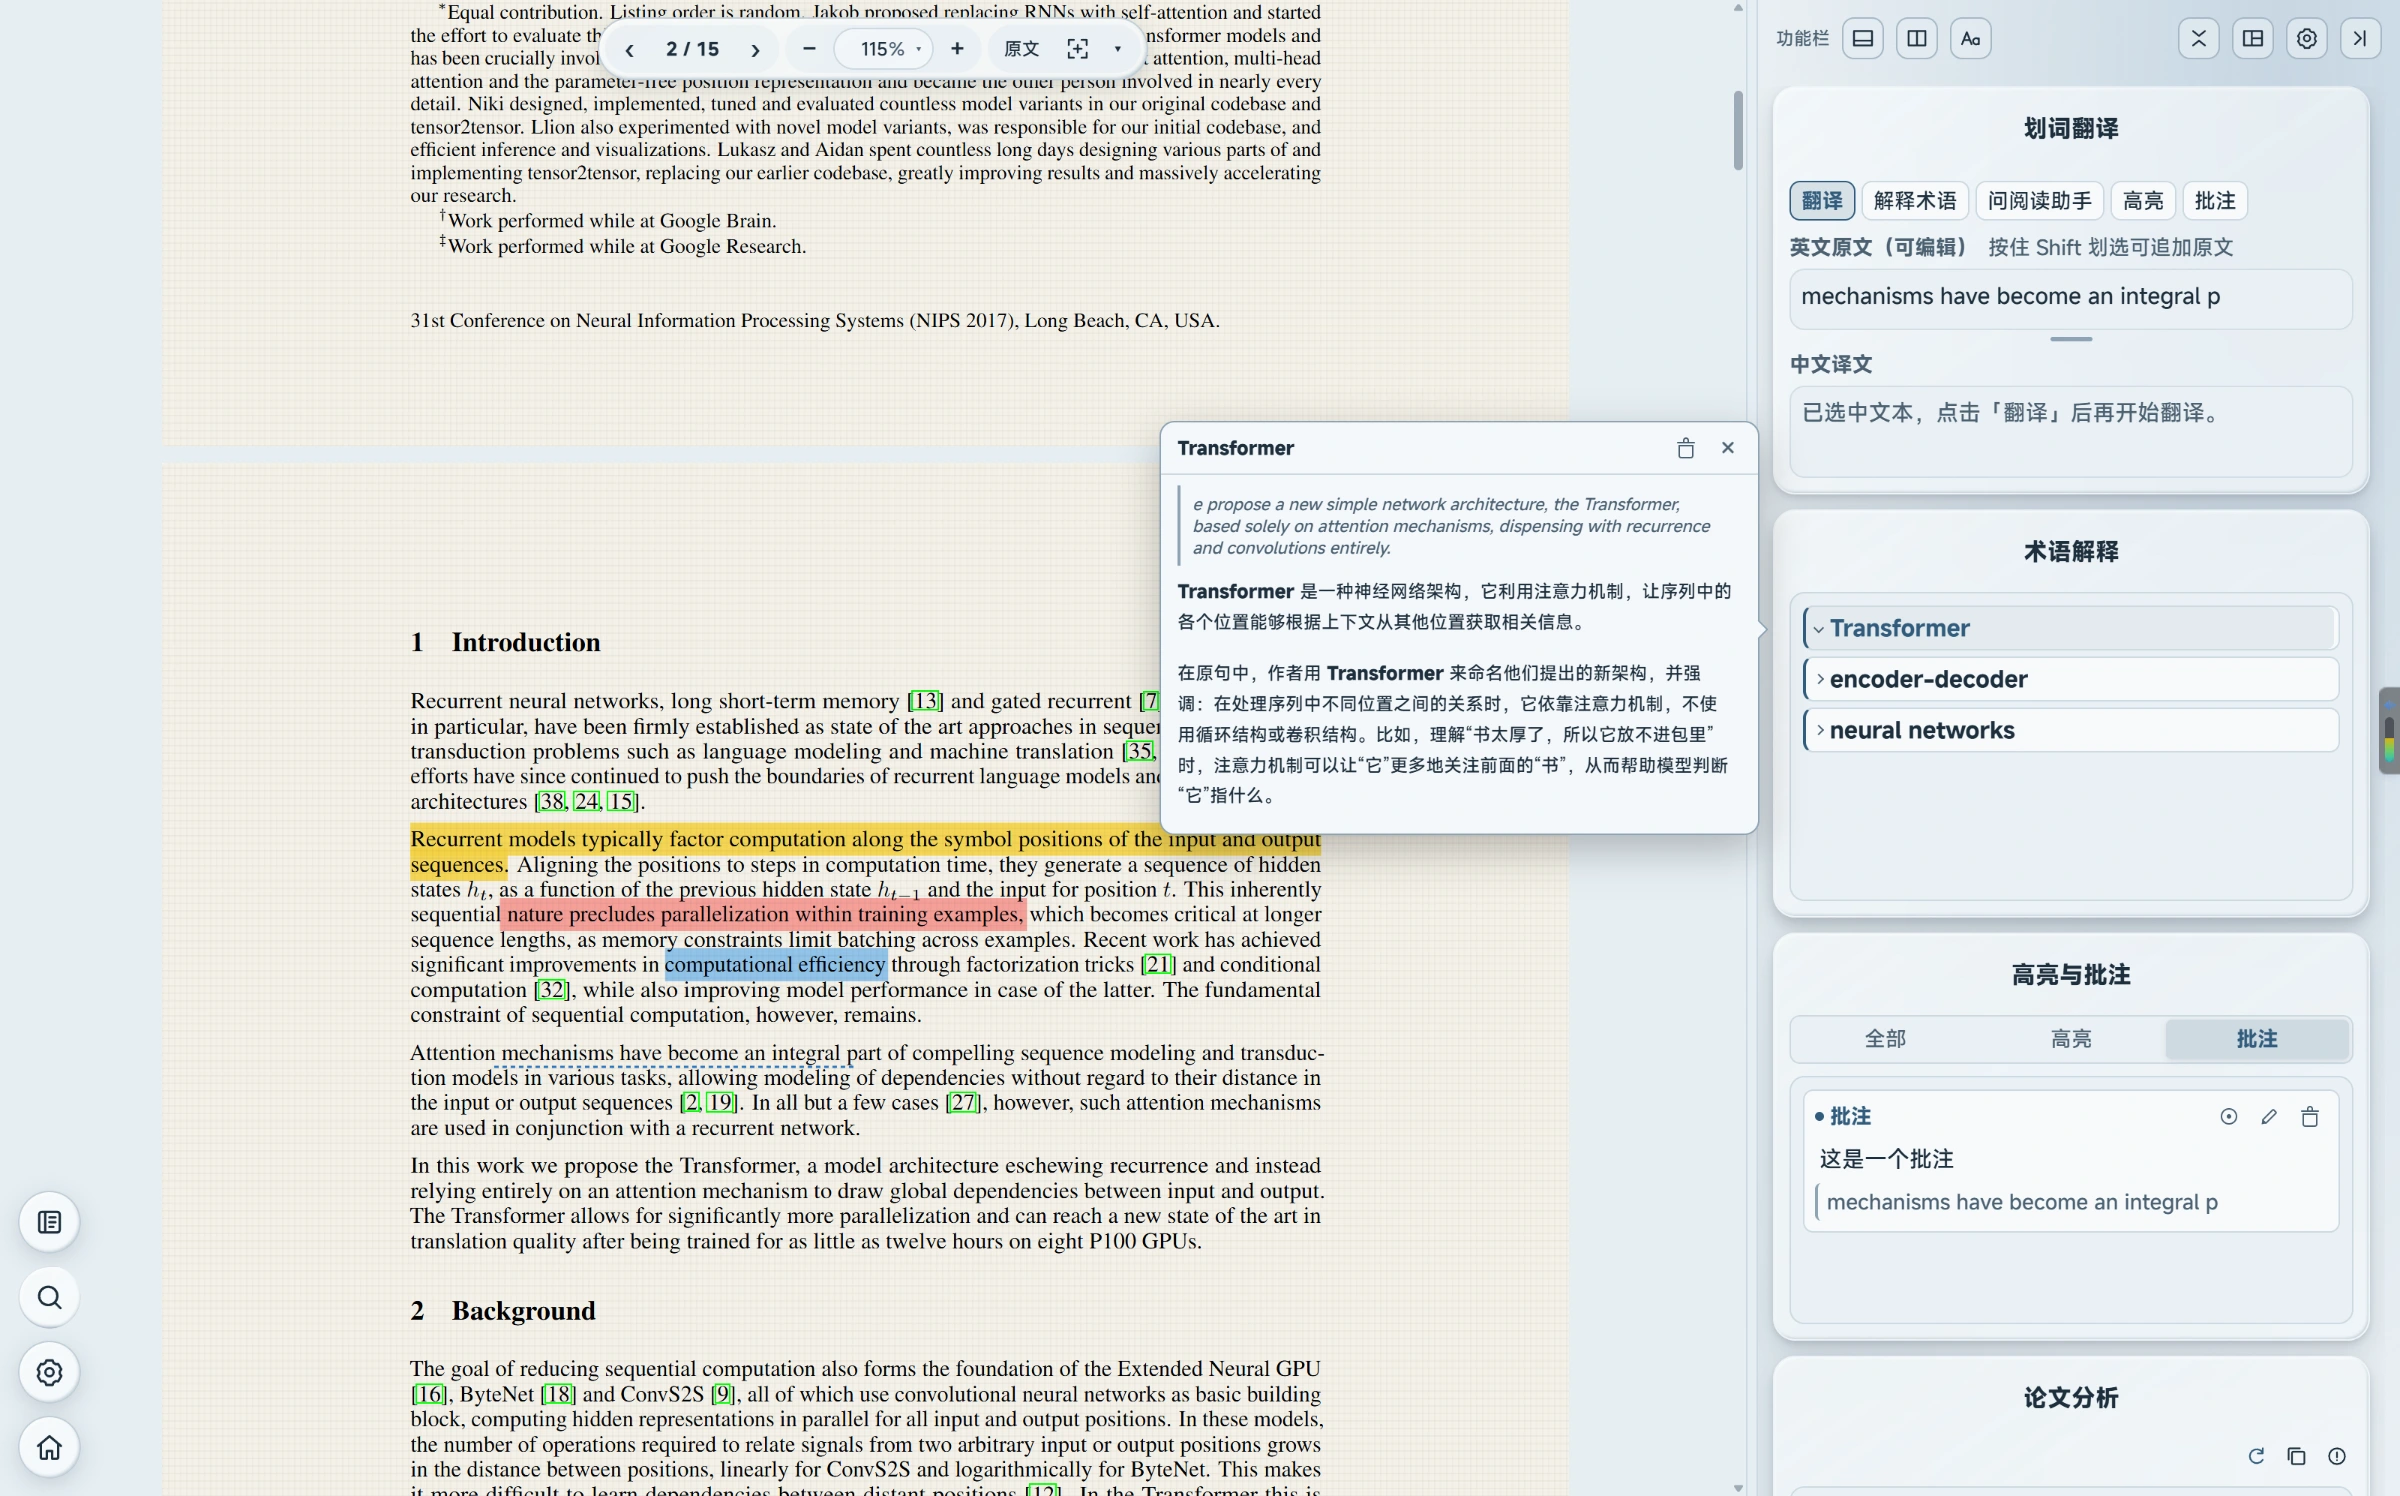 *Equal contribution. Listing order is random. Jakob proposed replacing RNNs with self-attention and started
the effort to evaluate th
nsformer models and
has been crucially invol
attention, multi-head
attention and the parameter-free position representation and became the other person involved in nearly every
detail. Niki designed, implemented, tuned and evaluated countless model variants in our original codebase and
tensor2tensor. Llion also experimented with novel model variants, was responsible for our initial codebase, and
efficient inference and visualizations. Lukasz and Aidan spent countless long days designing various parts of and
implementing tensor2tensor, replacing our earlier codebase, greatly improving results and massively accelerating
our research.
†Work performed while at Google Brain.
‡Work performed while at Google Research.
31st Conference on Neural Information Processing Systems (NIPS 2017), Long Beach, CA, USA.
2 / 15
115%
原文
1 Introduction
Recurrent neural networks, long short-term memory [13] and gated recurrent [7
in particular, have been firmly established as state of the art approaches in sequen
transduction problems such as language modeling and machine translation [35,
efforts have since continued to push the boundaries of recurrent language models and
architectures [38, 24, 15].
Recurrent models typically factor computation along the symbol positions of the input and output
sequences. Aligning the positions to steps in computation time, they generate a sequence of hidden
states hₜ, as a function of the previous hidden state hₜ₋₁ and the input for position t. This inherently
sequential nature precludes parallelization within training examples, which becomes critical at longer
sequence lengths, as memory constraints limit batching across examples. Recent work has achieved
significant improvements in computational efficiency through factorization tricks [21] and conditional
computation [32], while also improving model performance in case of the latter. The fundamental
constraint of sequential computation, however, remains.
Attention mechanisms have become an integral part of compelling sequence modeling and transduc-
tion models in various tasks, allowing modeling of dependencies without regard to their distance in
the input or output sequences [2, 19]. In all but a few cases [27], however, such attention mechanisms
are used in conjunction with a recurrent network.
In this work we propose the Transformer, a model architecture eschewing recurrence and instead
relying entirely on an attention mechanism to draw global dependencies between input and output.
The Transformer allows for significantly more parallelization and can reach a new state of the art in
translation quality after being trained for as little as twelve hours on eight P100 GPUs.
2 Background
The goal of reducing sequential computation also forms the foundation of the Extended Neural GPU
[16], ByteNet [18] and ConvS2S [9], all of which use convolutional neural networks as basic building
block, computing hidden representations in parallel for all input and output positions. In these models,
the number of operations required to relate signals from two arbitrary input or output positions grows
in the distance between positions, linearly for ConvS2S and logarithmically for ByteNet. This makes
it more difficult to learn dependencies between distant positions [12]. In the Transformer this is
Transformer
e propose a new simple network architecture, the Transformer,
based solely on attention mechanisms, dispensing with recurrence
and convolutions entirely.
Transformer 是一种神经网络架构，它利用注意力机制，让序列中的
各个位置能够根据上下文从其他位置获取相关信息。
在原句中，作者用 Transformer 来命名他们提出的新架构，并强
调：在处理序列中不同位置之间的关系时，它依靠注意力机制，不使
用循环结构或卷积结构。比如，理解“书太厚了，所以它放不进包里”
时，注意力机制可以让“它”更多地关注前面的“书”，从而帮助模型判断
“它”指什么。
功能栏
Aa
划词翻译
翻译
解释术语
问阅读助手
高亮
批注
英文原文（可编辑） 按住 Shift 划选可追加原文
mechanisms have become an integral p
中文译文
已选中文本，点击「翻译」后再开始翻译。
术语解释
Transformer
encoder-decoder
neural networks
高亮与批注
全部
高亮
批注
批注
这是一个批注
mechanisms have become an integral p
论文分析